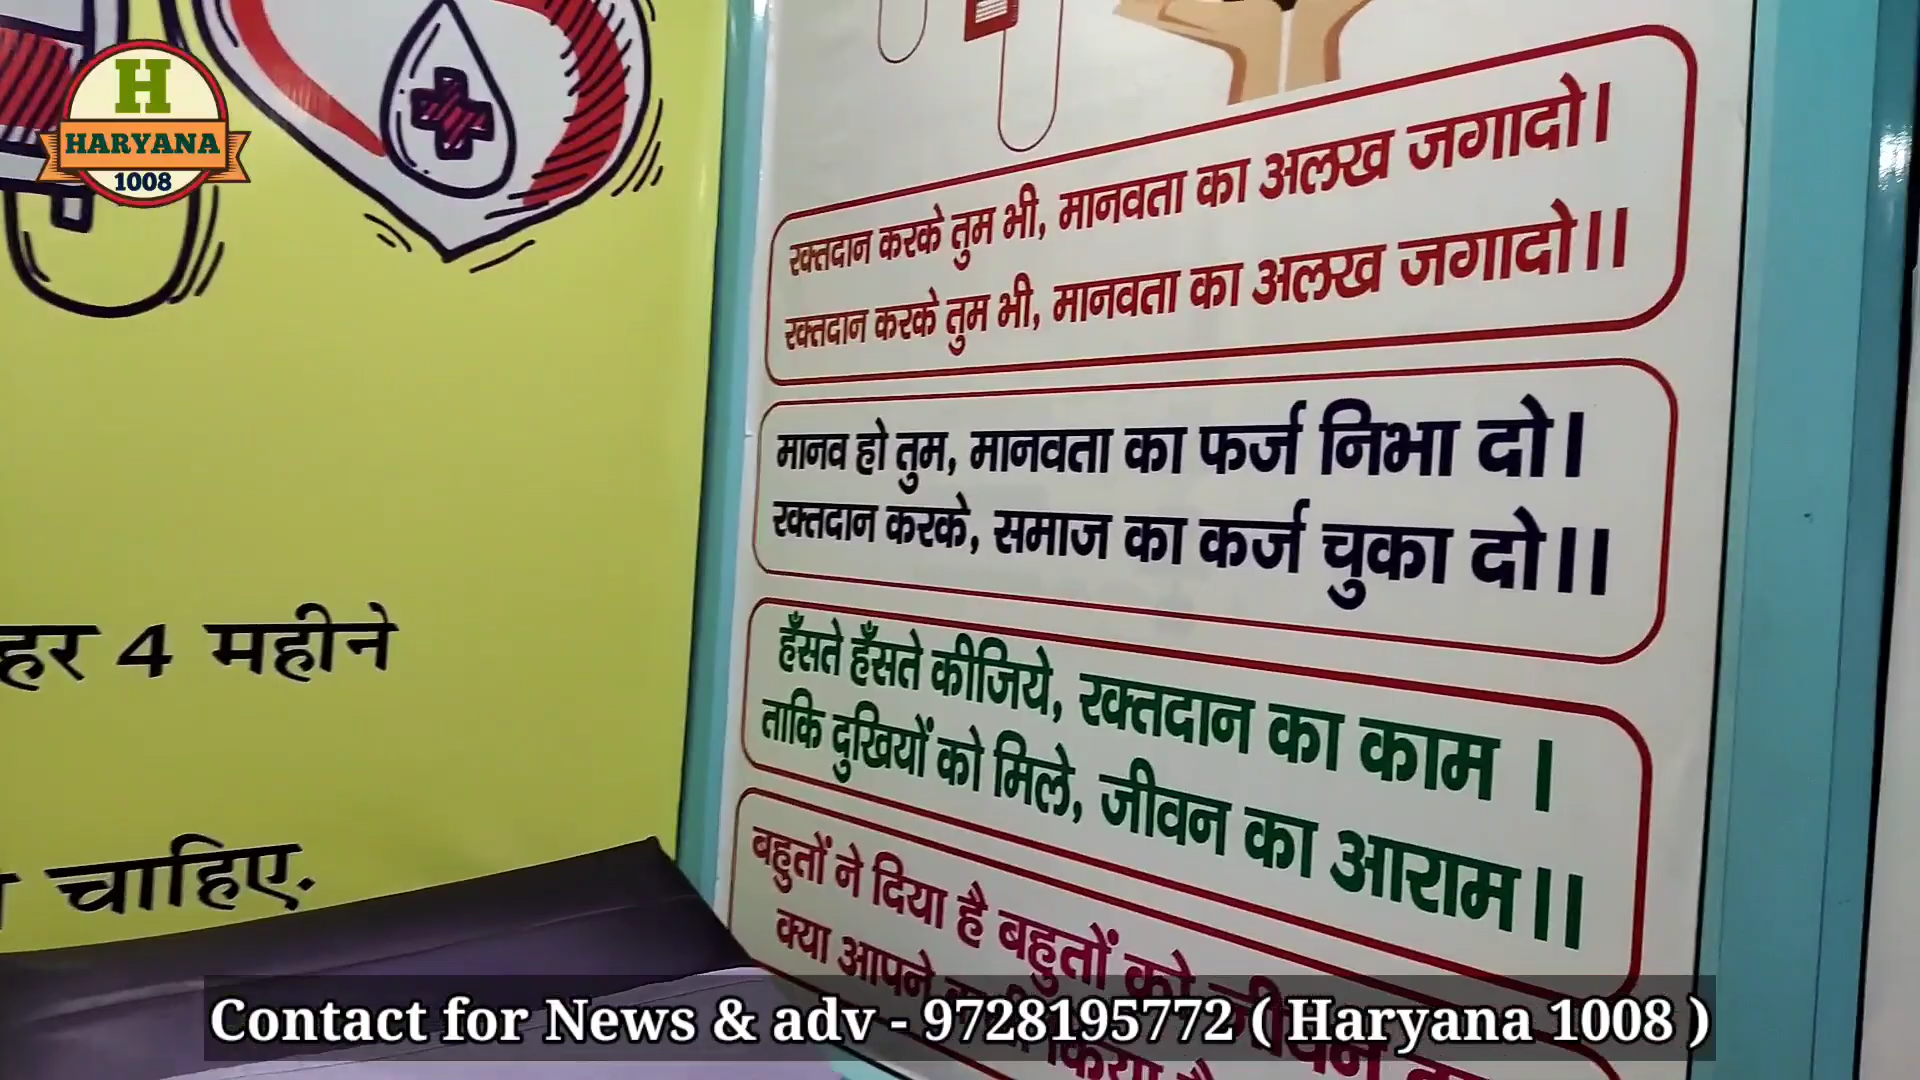 H
HARYANA
1008
हर 4 महीने
चाहिए.
रक्तदान करके तुम भी, मानवता का अलख जगादो।
रक्तदान करके तुम भी, मानवता का अलख जगादो।।
मानव हो तुम, मानवता का फर्ज निभा दो।
रक्तदान करके, समाज का कर्ज चुका दो।।
हँसते हँसते कीजिये, रक्तदान का काम ।
ताकि दुखियों को मिले, जीवन का आराम।।
बहुतों ने दिया है बहुतों को
क्या आपने
Contact for News & adv - 9728195772 ( Haryana 1008 )